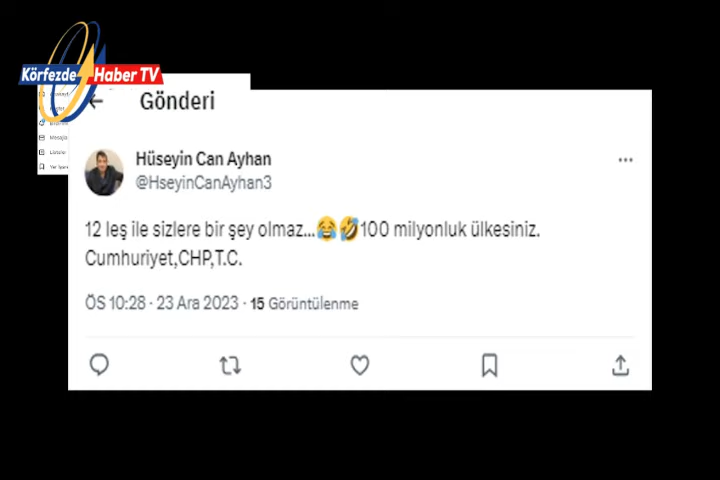 Körfezde Haber TV
Gönderi
Hüseyin Can Ayhan
@HseyinCanAyhan3
12 leş ile sizlere bir şey olmaz...😂🤣100 milyonluk ülkesiniz.
Cumhuriyet,CHP,T.C.
ÖS 10:28 · 23 Ara 2023 · 15 Görüntülenme